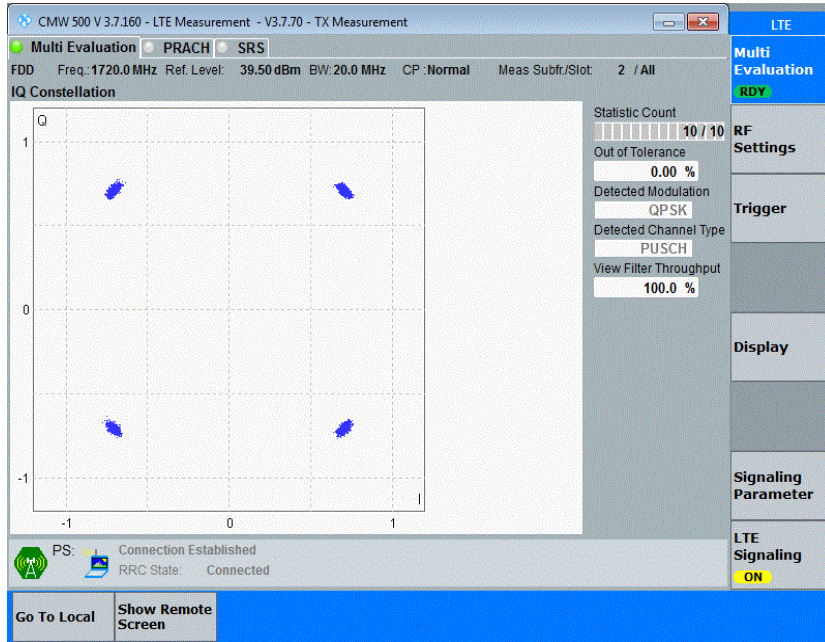 CMW 500 V 3.7.160 - LTE Measurement - V3.7.70 - TX Measurement
LTE
Multi Evaluation PRACH SRS
FDD Freq.: 1720.0 MHz Ref. Level: 39.50 dBm BW: 20.0 MHz CP : Normal Meas Subfr./Slot: 2 / All
IQ Constellation
Q
1
0
-1
I
-1 0 1
Statistic Count
10 / 10
Out of Tolerance
0.00 %
Detected Modulation
QPSK
Detected Channel Type
PUSCH
View Filter Throughput
100.0 %
Multi
Evaluation
RDY
RF
Settings
Trigger
Display
Signaling
Parameter
LTE
Signaling
ON
PS: Connection Established
RRC State: Connected
Go To Local
Show Remote
Screen